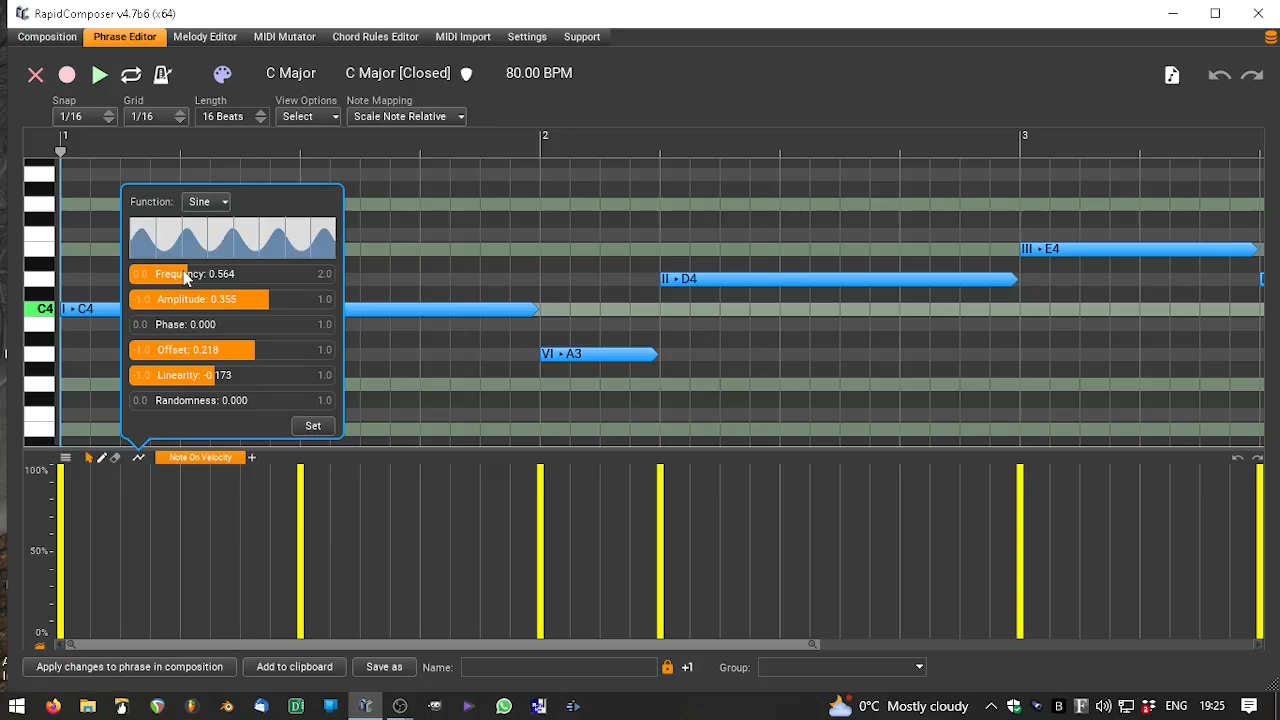 RapidComposer v4.7b6 (x64)
Composition Phrase Editor Melody Editor MIDI Mutator Chord Rules Editor MIDI Import Settings Support
C Major C Major [Closed] 80.00 BPM
Snap Grid Length View Options Note Mapping
1/16 1/16 16 Beats Select Scale Note Relative
1 2 3
Function: Sine
III ▸ E4
0.0 Frequency: 0.564 2.0
II ▸ D4
-1.0 Amplitude: 0.355 1.0
C4 I ▸ C4
0.0 Phase: 0.000 1.0
-1.0 Offset: 0.218 1.0
VI ▸ A3
-1.0 Linearity: -0.173 1.0
0.0 Randomness: 0.000 1.0
Set
Note On Velocity +
100%
50%
0%
Apply changes to phrase in composition Add to clipboard Save as Name: +1 Group:
0°C Mostly cloudy ENG 19:25